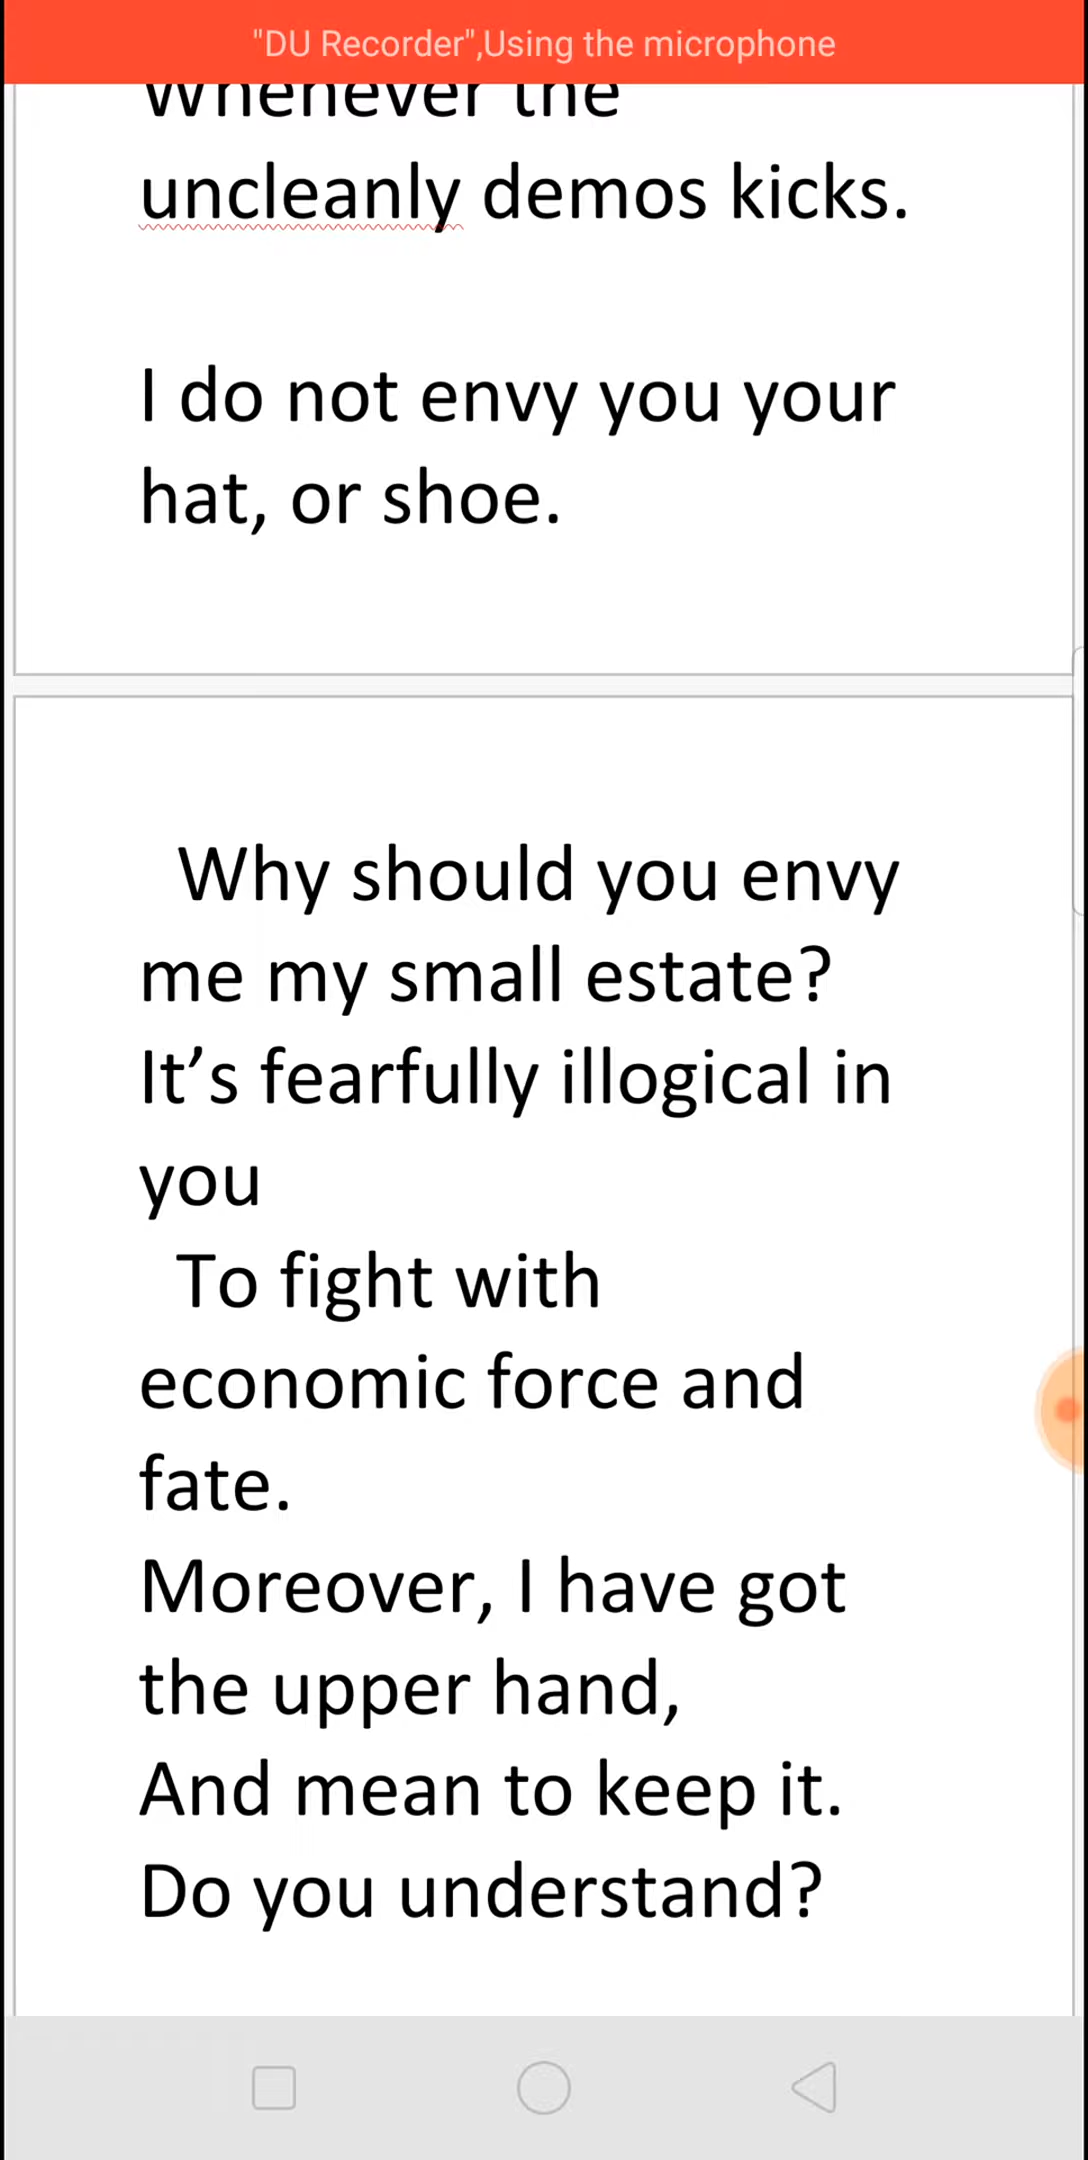 "DU Recorder",Using the microphone
Whenever the
uncleanly demos kicks.
I do not envy you your
hat, or shoe.
Why should you envy
me my small estate?
It’s fearfully illogical in
you
To fight with
economic force and
fate.
Moreover, I have got
the upper hand,
And mean to keep it.
Do you understand?